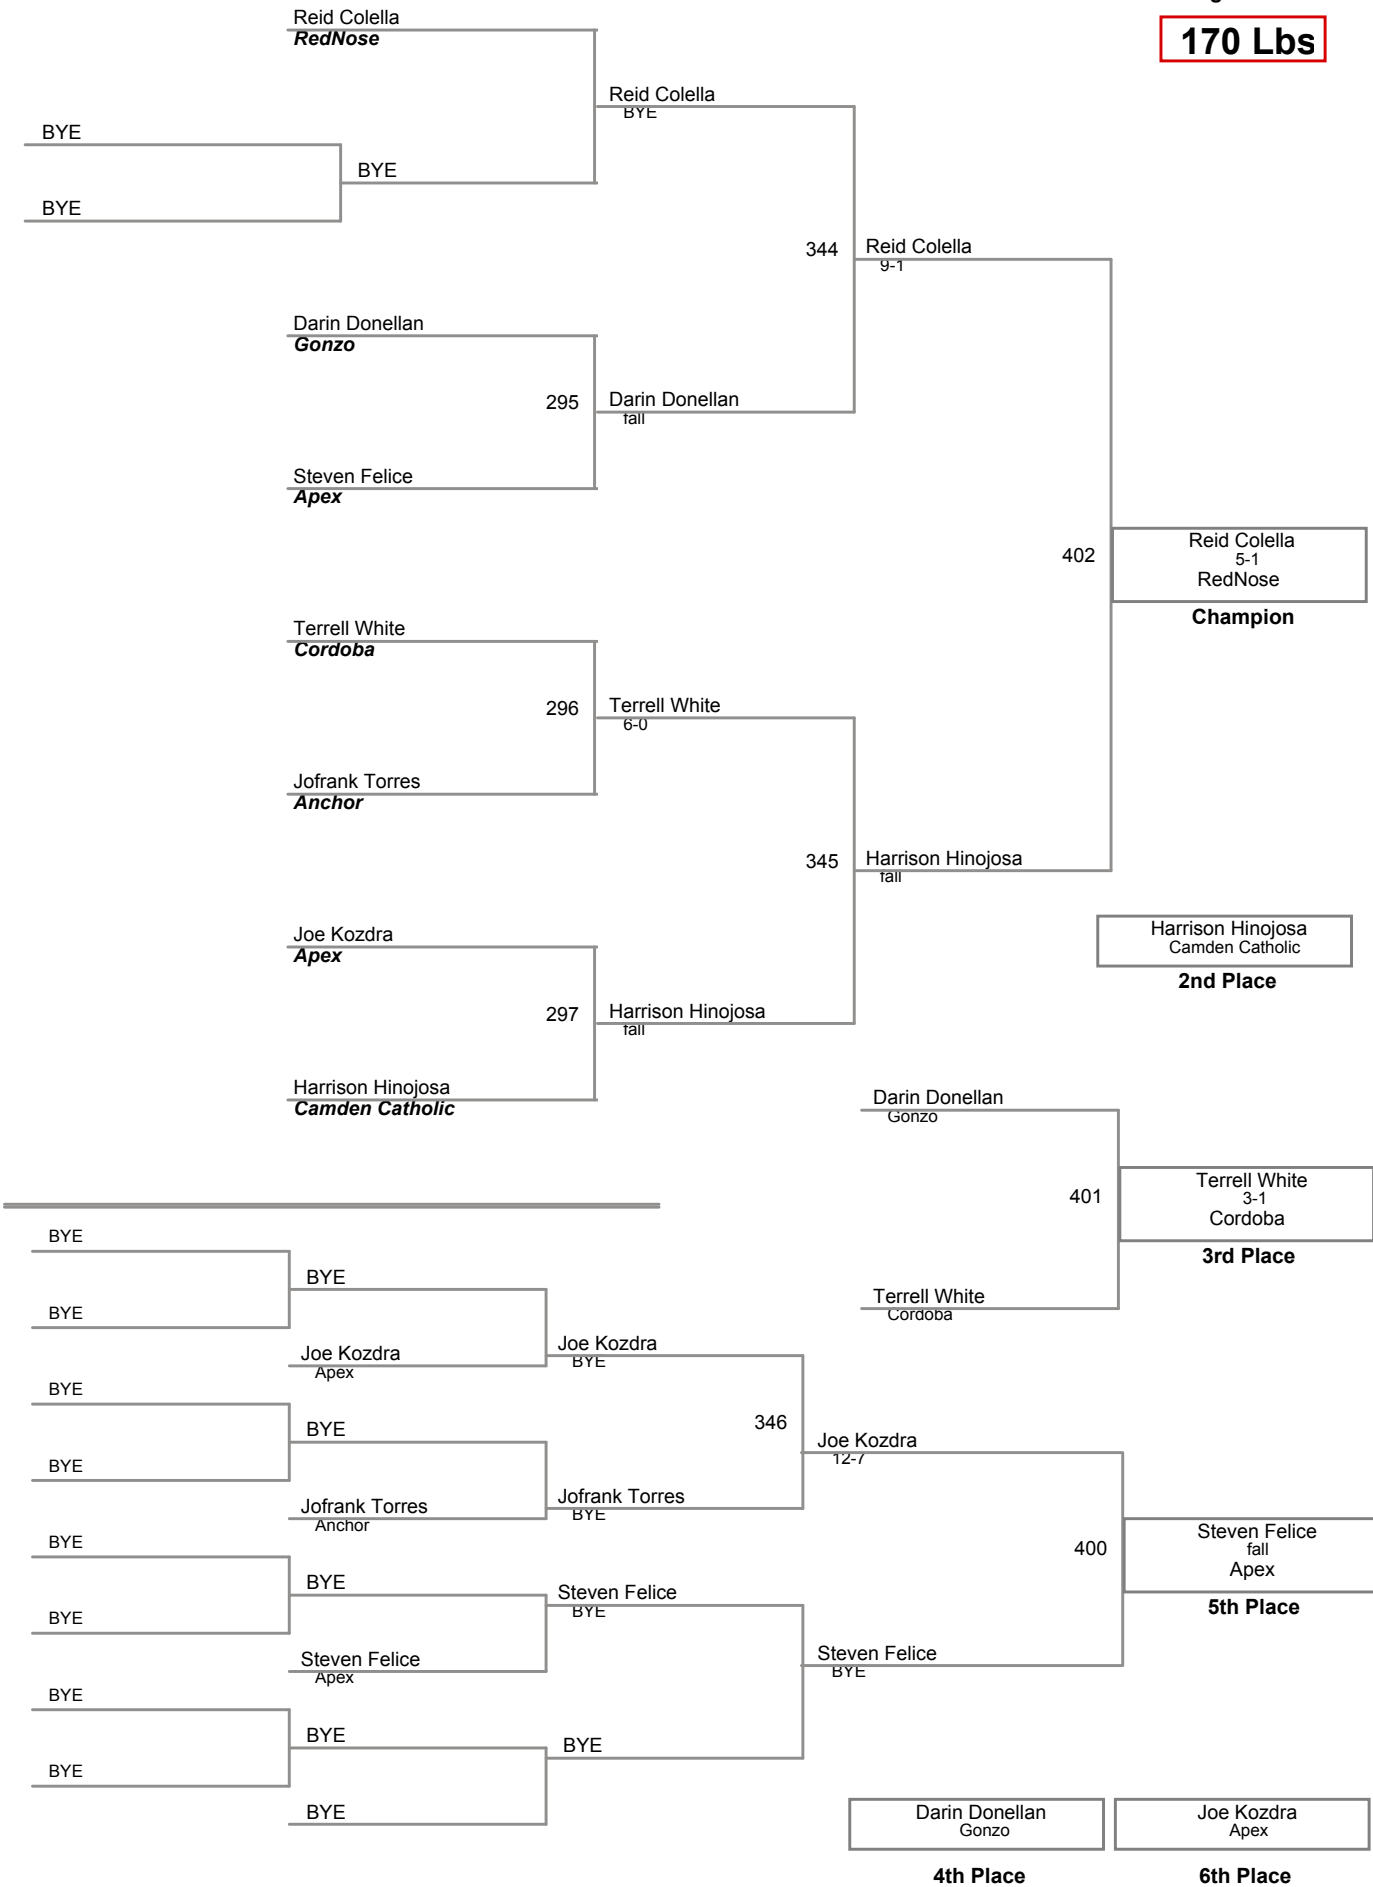 170 Lbs
Reid Colella
RedNose
Reid Colella
BYE
BYE
BYE
BYE
344
Reid Colella
9-1
Darin Donellan
Gonzo
295
Darin Donellan
fall
Steven Felice
Apex
402
Reid Colella
5-1
RedNose
Champion
Terrell White
Cordoba
296
Terrell White
6-0
Jofrank Torres
Anchor
345
Harrison Hinojosa
fall
Joe Kozdra
Apex
Harrison Hinojosa
Camden Catholic
2nd Place
297
Harrison Hinojosa
fall
Harrison Hinojosa
Camden Catholic
Darin Donellan
Gonzo
401
Terrell White
3-1
Cordoba
3rd Place
Terrell White
Cordoba
BYE
BYE
BYE
Joe Kozdra
Apex
Joe Kozdra
BYE
BYE
BYE
BYE
346
Joe Kozdra
12-7
Jofrank Torres
Anchor
Jofrank Torres
BYE
BYE
BYE
BYE
400
Steven Felice
fall
Apex
5th Place
Steven Felice
BYE
Steven Felice
Apex
Steven Felice
BYE
BYE
BYE
BYE
BYE
BYE
Darin Donellan
Gonzo
4th Place
Joe Kozdra
Apex
6th Place